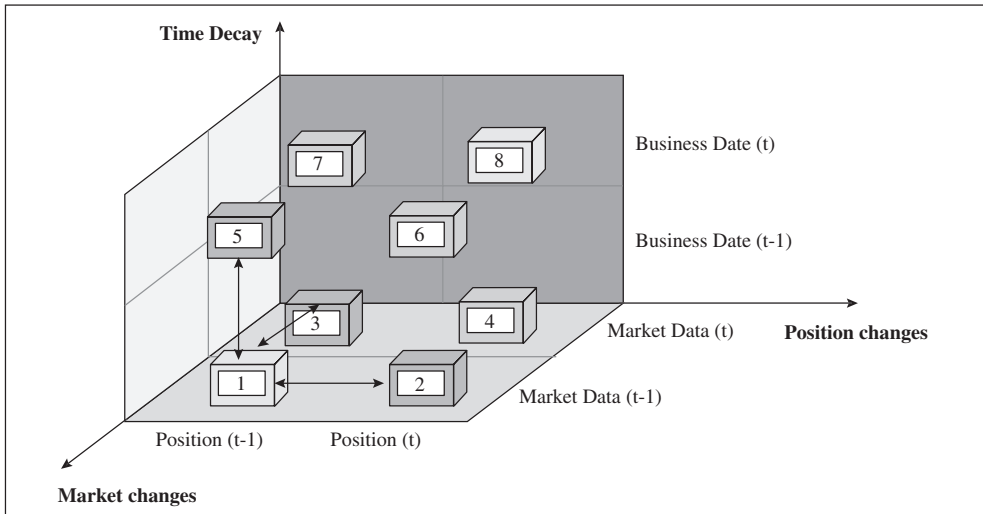 Time Decay
Business Date (t)
7
8
Business Date (t-1)
5
6
3
4
Market Data (t)
Position changes
1
2
Market Data (t-1)
Position (t-1)
Position (t)
Market changes